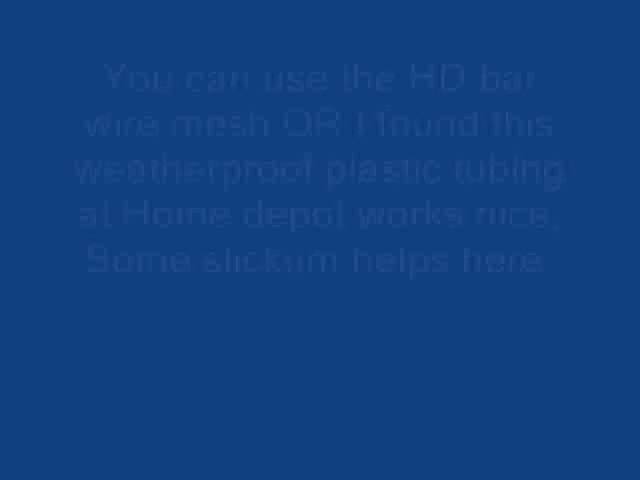 You can use the HD bar
wire mesh OR I found this
weatherproof plastic tubing
at Home depot works nice.
Some slickum helps here.